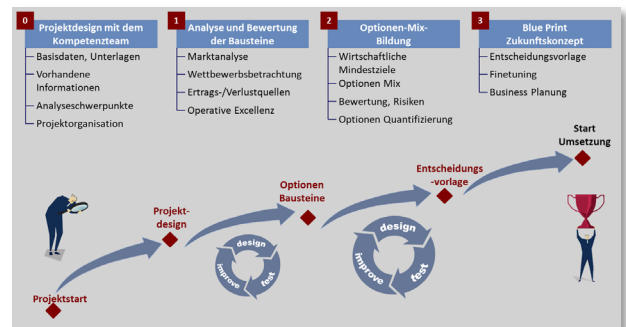 0
Projektdesign mit dem
Kompetenzteam
Basisdaten, Unterlagen
Vorhandene
Informationen
Analyseschwerpunkte
Projektorganisation
1
Analyse und Bewertung
der Bausteine
Marktanalyse
Wettbewerbsbetrachtung
Ertrags-/Verlustquellen
Operative Excellenz
2
Optionen-Mix-
Bildung
Wirtschaftliche
Mindestziele
Optionen Mix
Bewertung, Risiken
Optionen Quantifizierung
3
Blue Print
Zukunftskonzept
Entscheidungsvorlage
Finetuning
Business Planung
Start
Umsetzung
Entscheidungs
-vorlage
Optionen
Bausteine
Projekt-
design
Projektstart
design
improve
test
design
improve
test